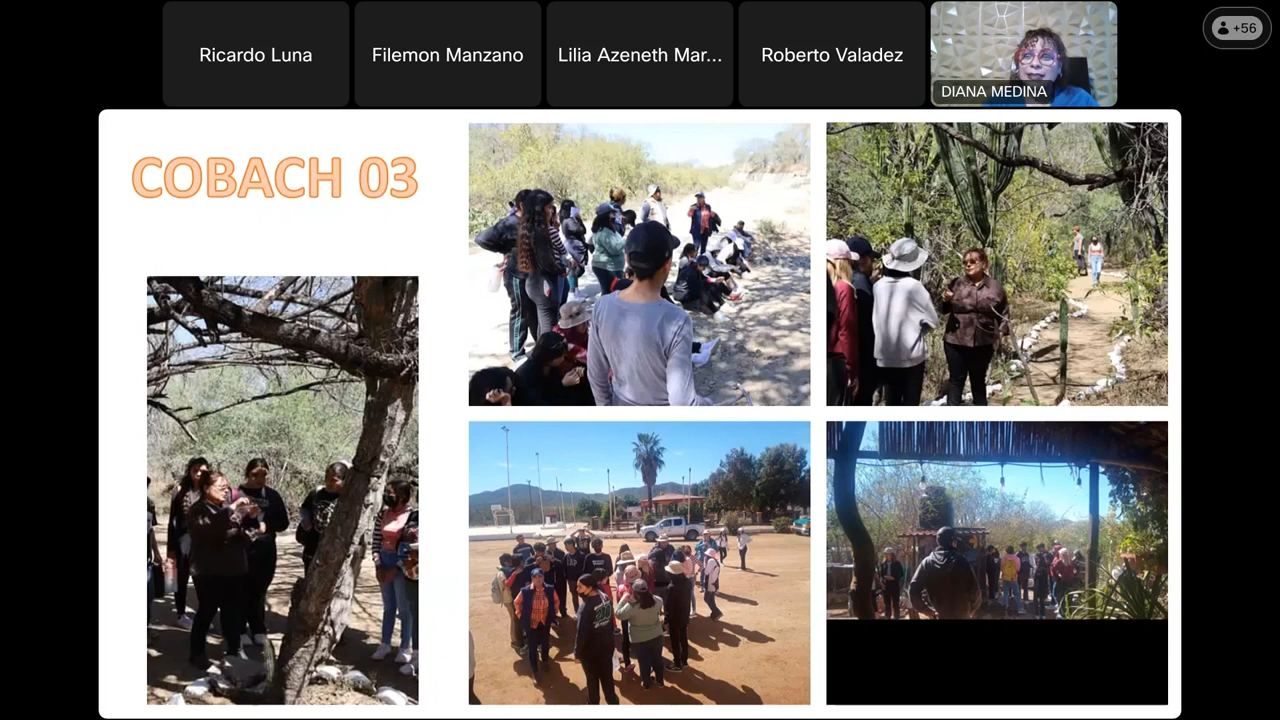 Ricardo Luna
Filemon Manzano
Lilia Azeneth Mar...
Roberto Valadez
DIANA MEDINA
+56
COBACH 03